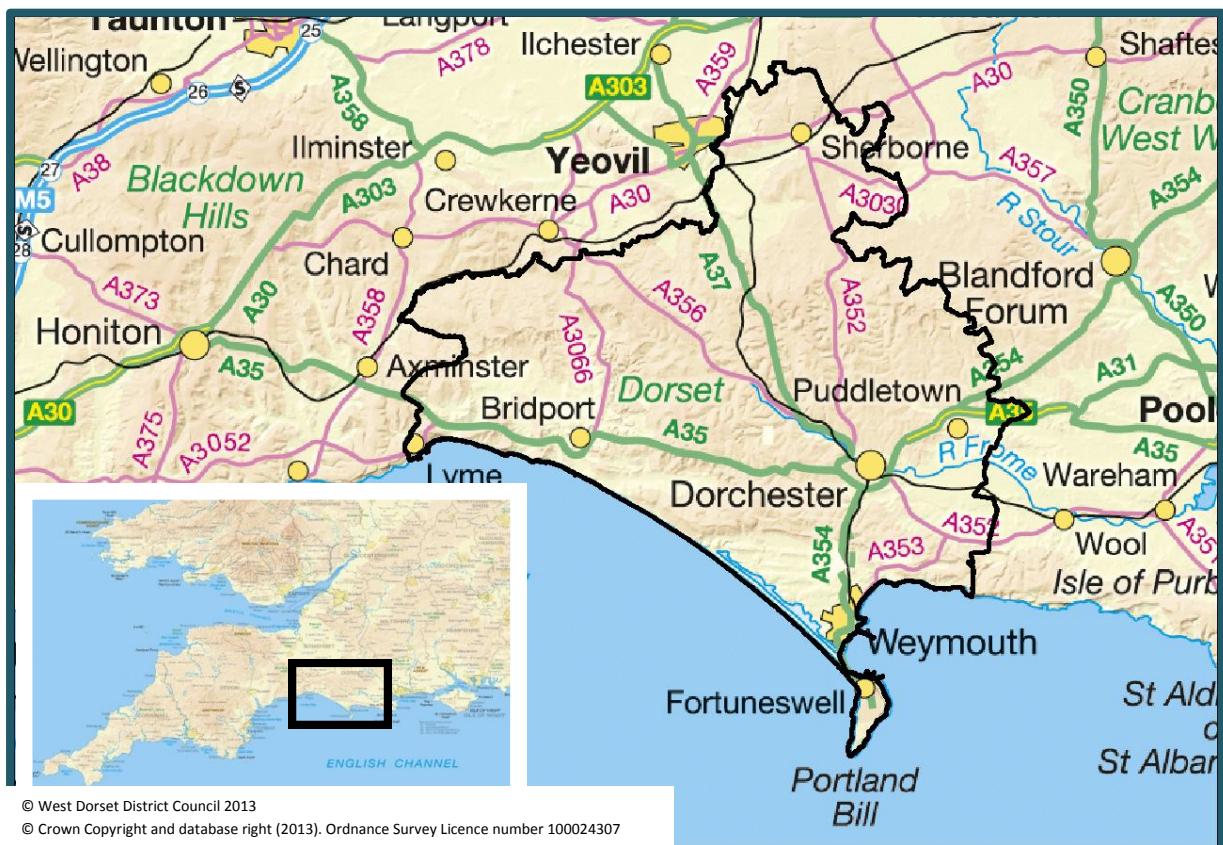 Taunton
Langport
25
Ilchester
A359
Shaftes
Wellington
A378
A30
26
S
A303
A350
Cranb
West W
A358
Ilminster
Yeovil
Sherborne
A357
27
A38
Blackdown
Hills
A303
Crewkerne
A30
A3030
A354
M5
S
28
Cullompton
Chard
R Stour
A37
Blandford
Forum
A373
A30
A358
A356
A352
A350
Honiton
A3066
A35
Axminster
Dorset
Puddletown
A354
A31
A30
Bridport
A35
Pool
A375
A3052
A35
R Frome
Lyme
Wareham
Dorchester
A352
A351
A354
A353
Wool
Isle of Purb
Weymouth
Fortuneswell
St Ald
o
St Alban
Portland
Bill
ENGLISH CHANNEL
© West Dorset District Council 2013
© Crown Copyright and database right (2013). Ordnance Survey Licence number 100024307